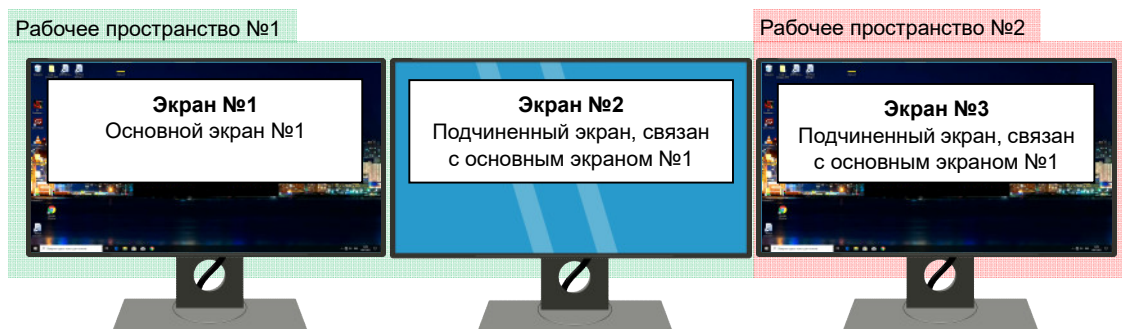 Рабочее пространство №1
Рабочее пространство №2
Экран №1
Основной экран №1
Экран №2
Подчиненный экран, связан
с основным экраном №1
Экран №3
Подчиненный экран, связан
с основным экраном №1